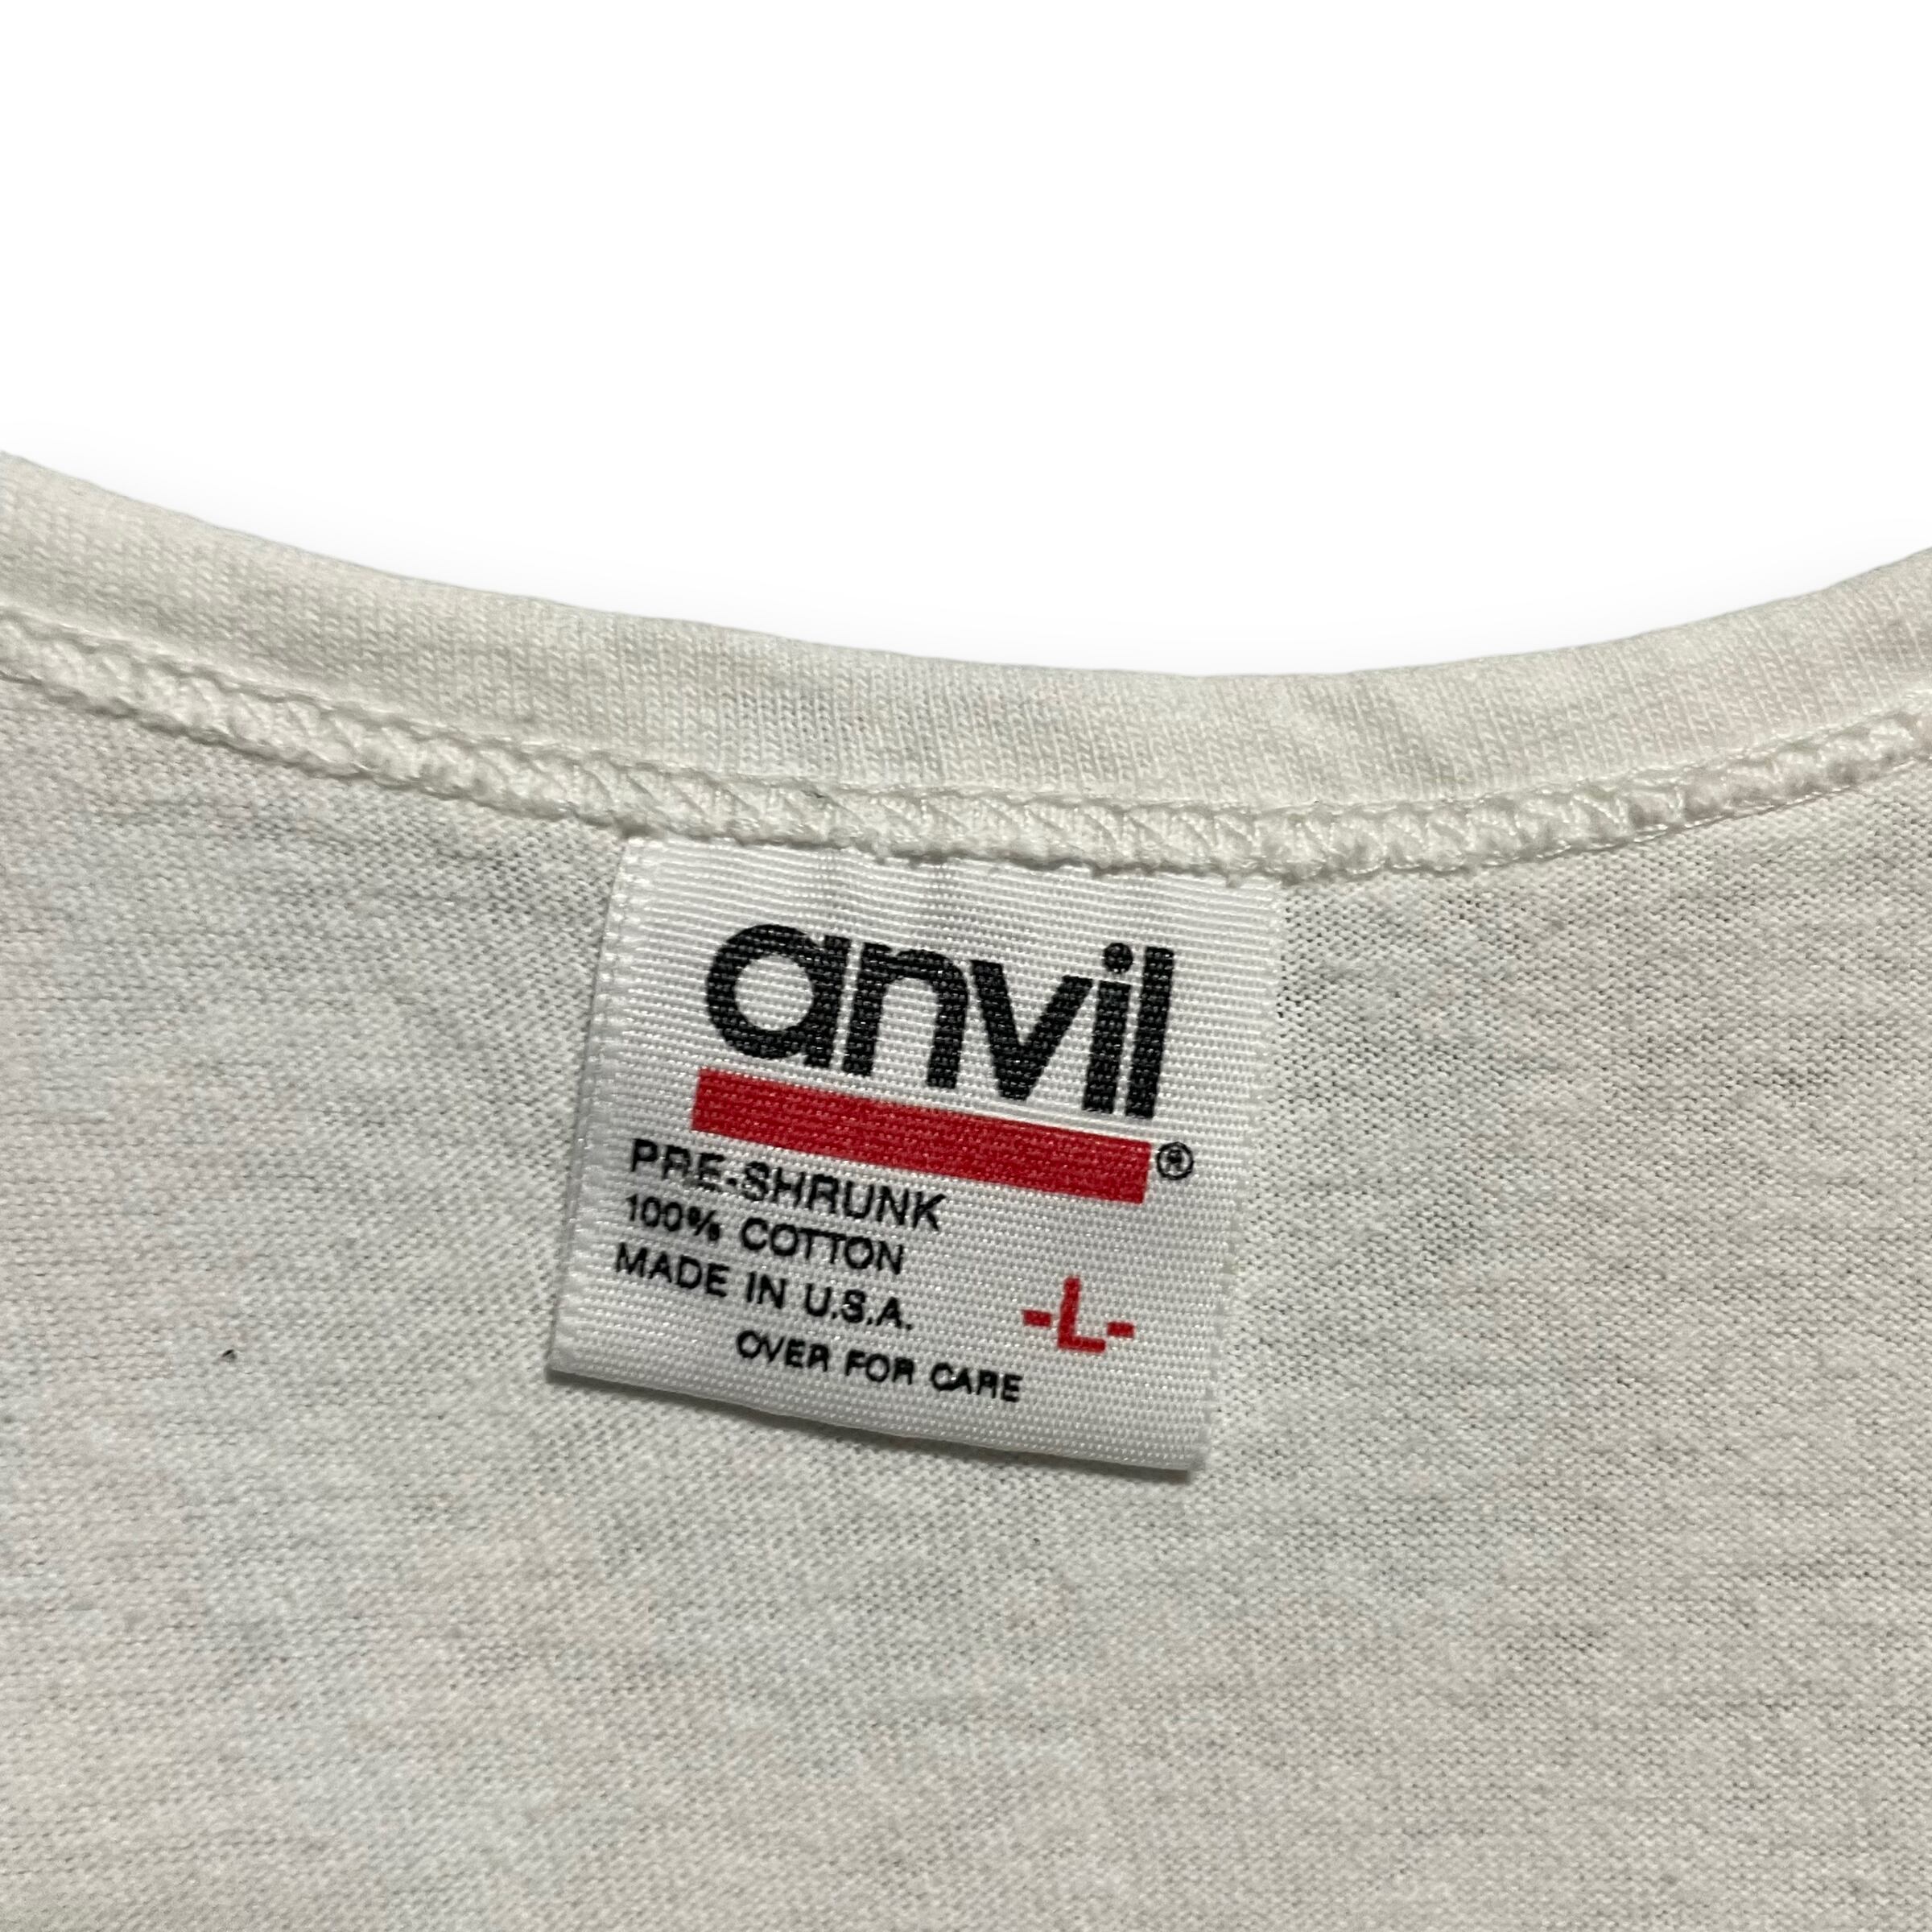 anvil
®
PRE-SHRUNK
100% COTTON
MADE IN U.S.A.
-L-
OVER FOR CARE